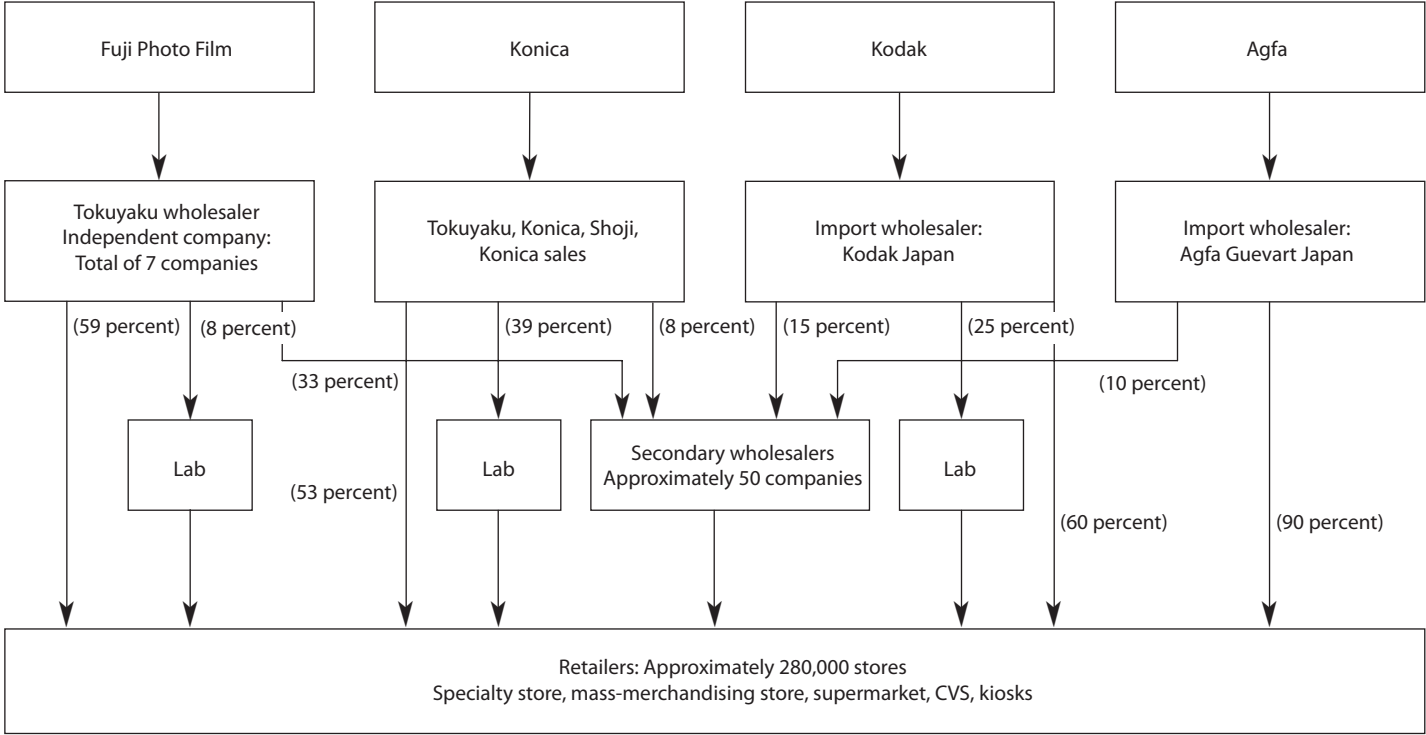 Fuji Photo Film
Konica
Kodak
Agfa
Tokuyaku wholesaler
Independent company:
Total of 7 companies
Tokuyaku, Konica, Shoji,
Konica sales
Import wholesaler:
Kodak Japan
Import wholesaler:
Agfa Guevart Japan
(59 percent)
(8 percent)
(39 percent)
(8 percent)
(15 percent)
(25 percent)
(33 percent)
(10 percent)
Lab
Lab
Secondary wholesalers
Approximately 50 companies
Lab
(53 percent)
(60 percent)
(90 percent)
Retailers: Approximately 280,000 stores
Specialty store, mass-merchandising store, supermarket, CVS, kiosks